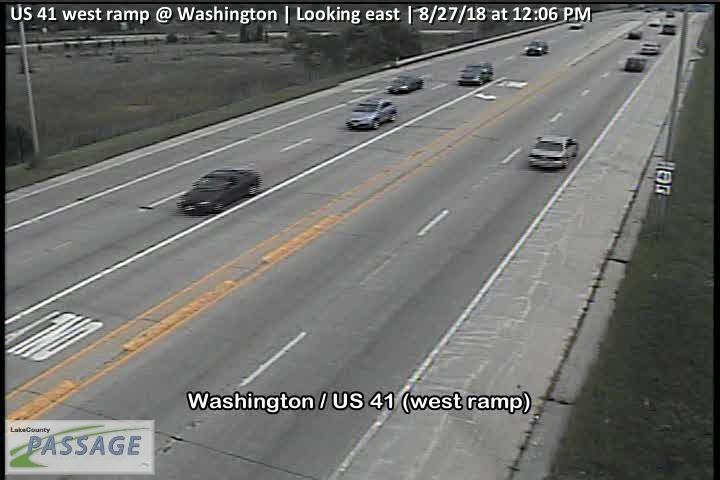 US 41 west ramp @ Washington | Looking east | 8/27/18 at 12:06 PM
ONLY
Washington / US 41 (west ramp)
LakeCounty
PASSAGE